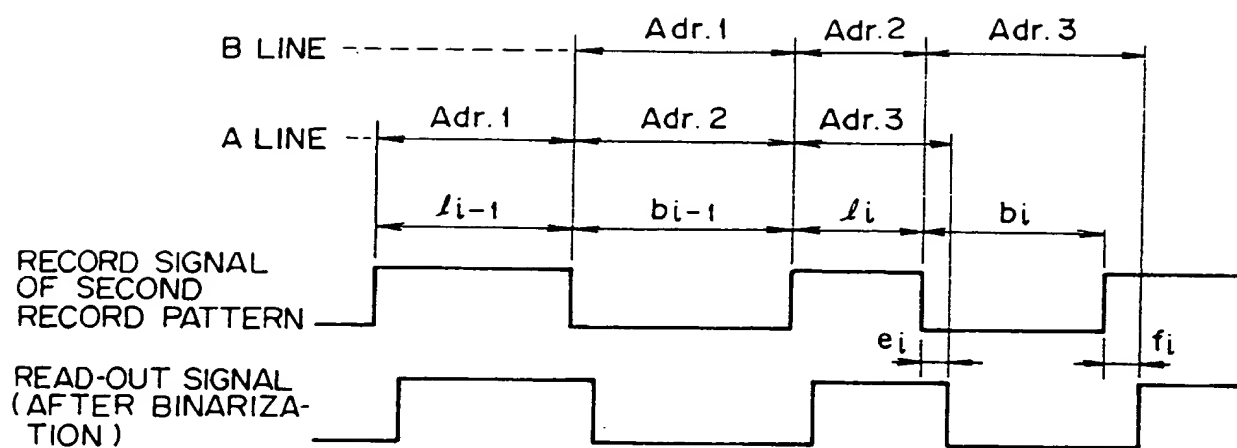 B LINE Adr.1 Adr.2 Adr.3
A LINE Adr.1 Adr.2 Adr.3
ℓi-1 bi-1 ℓi bi
RECORD SIGNAL
OF SECOND
RECORD PATTERN
ei fi
READ-OUT SIGNAL
(AFTER BINARIZA-
TION)